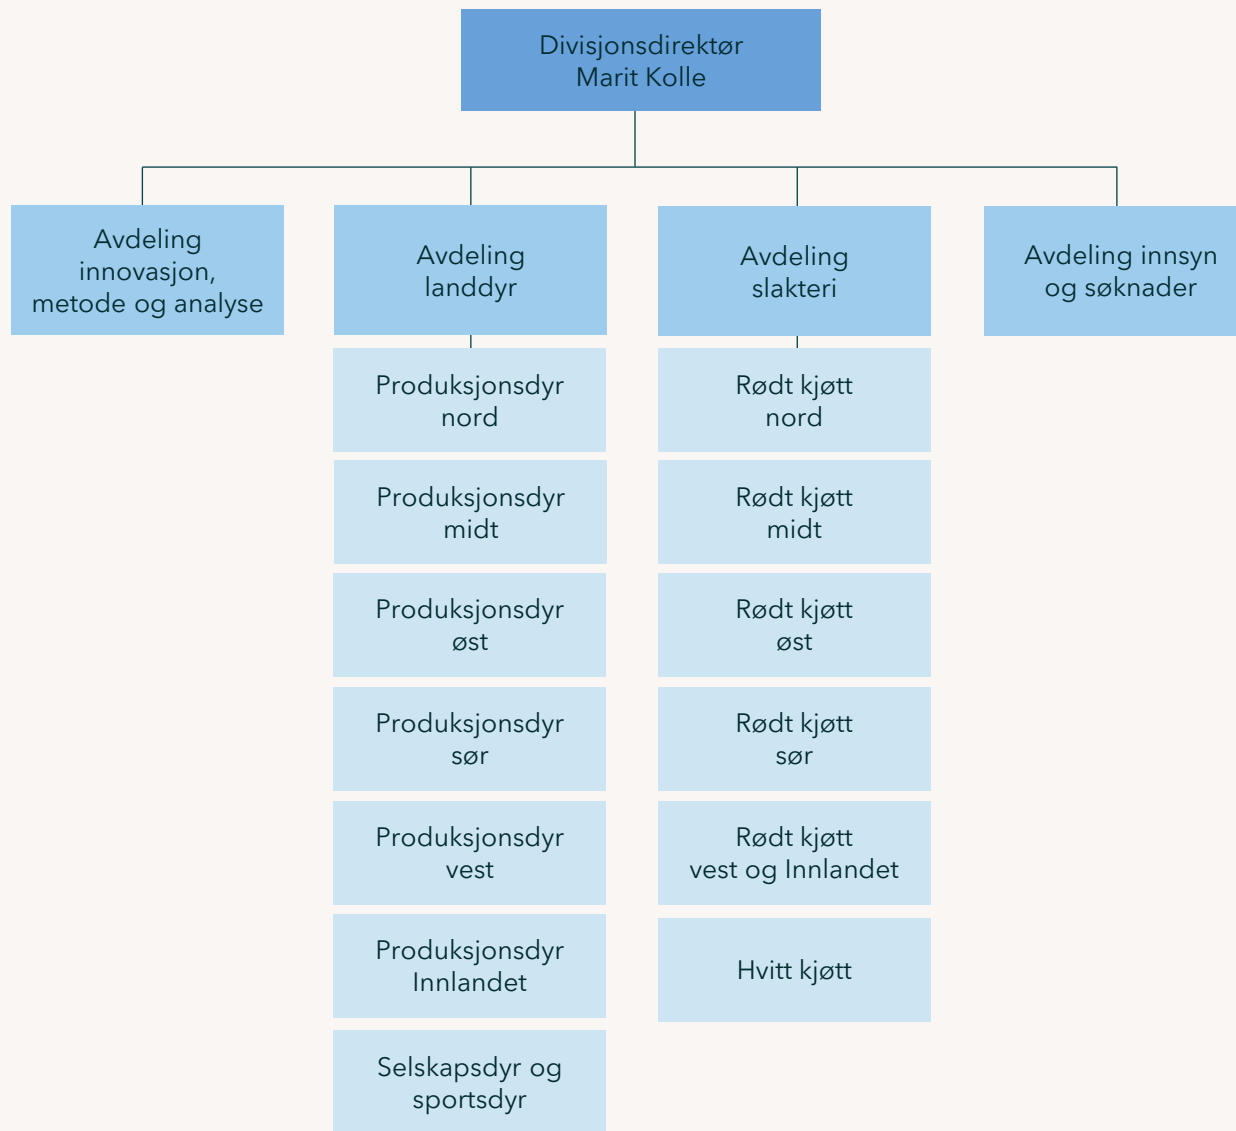 Divisjonsdirektør
Marit Kolle
Avdeling
innovasjon,
metode og analyse
Avdeling
landdyr
Avdeling
slakteri
Avdeling innsyn
og søknader
Produksjonsdyr
nord
Produksjonsdyr
midt
Produksjonsdyr
øst
Produksjonsdyr
sør
Produksjonsdyr
vest
Produksjonsdyr
Innlandet
Selskapsdyr og
sportsdyr
Rødt kjøtt
nord
Rødt kjøtt
midt
Rødt kjøtt
øst
Rødt kjøtt
sør
Rødt kjøtt
vest og Innlandet
Hvitt kjøtt